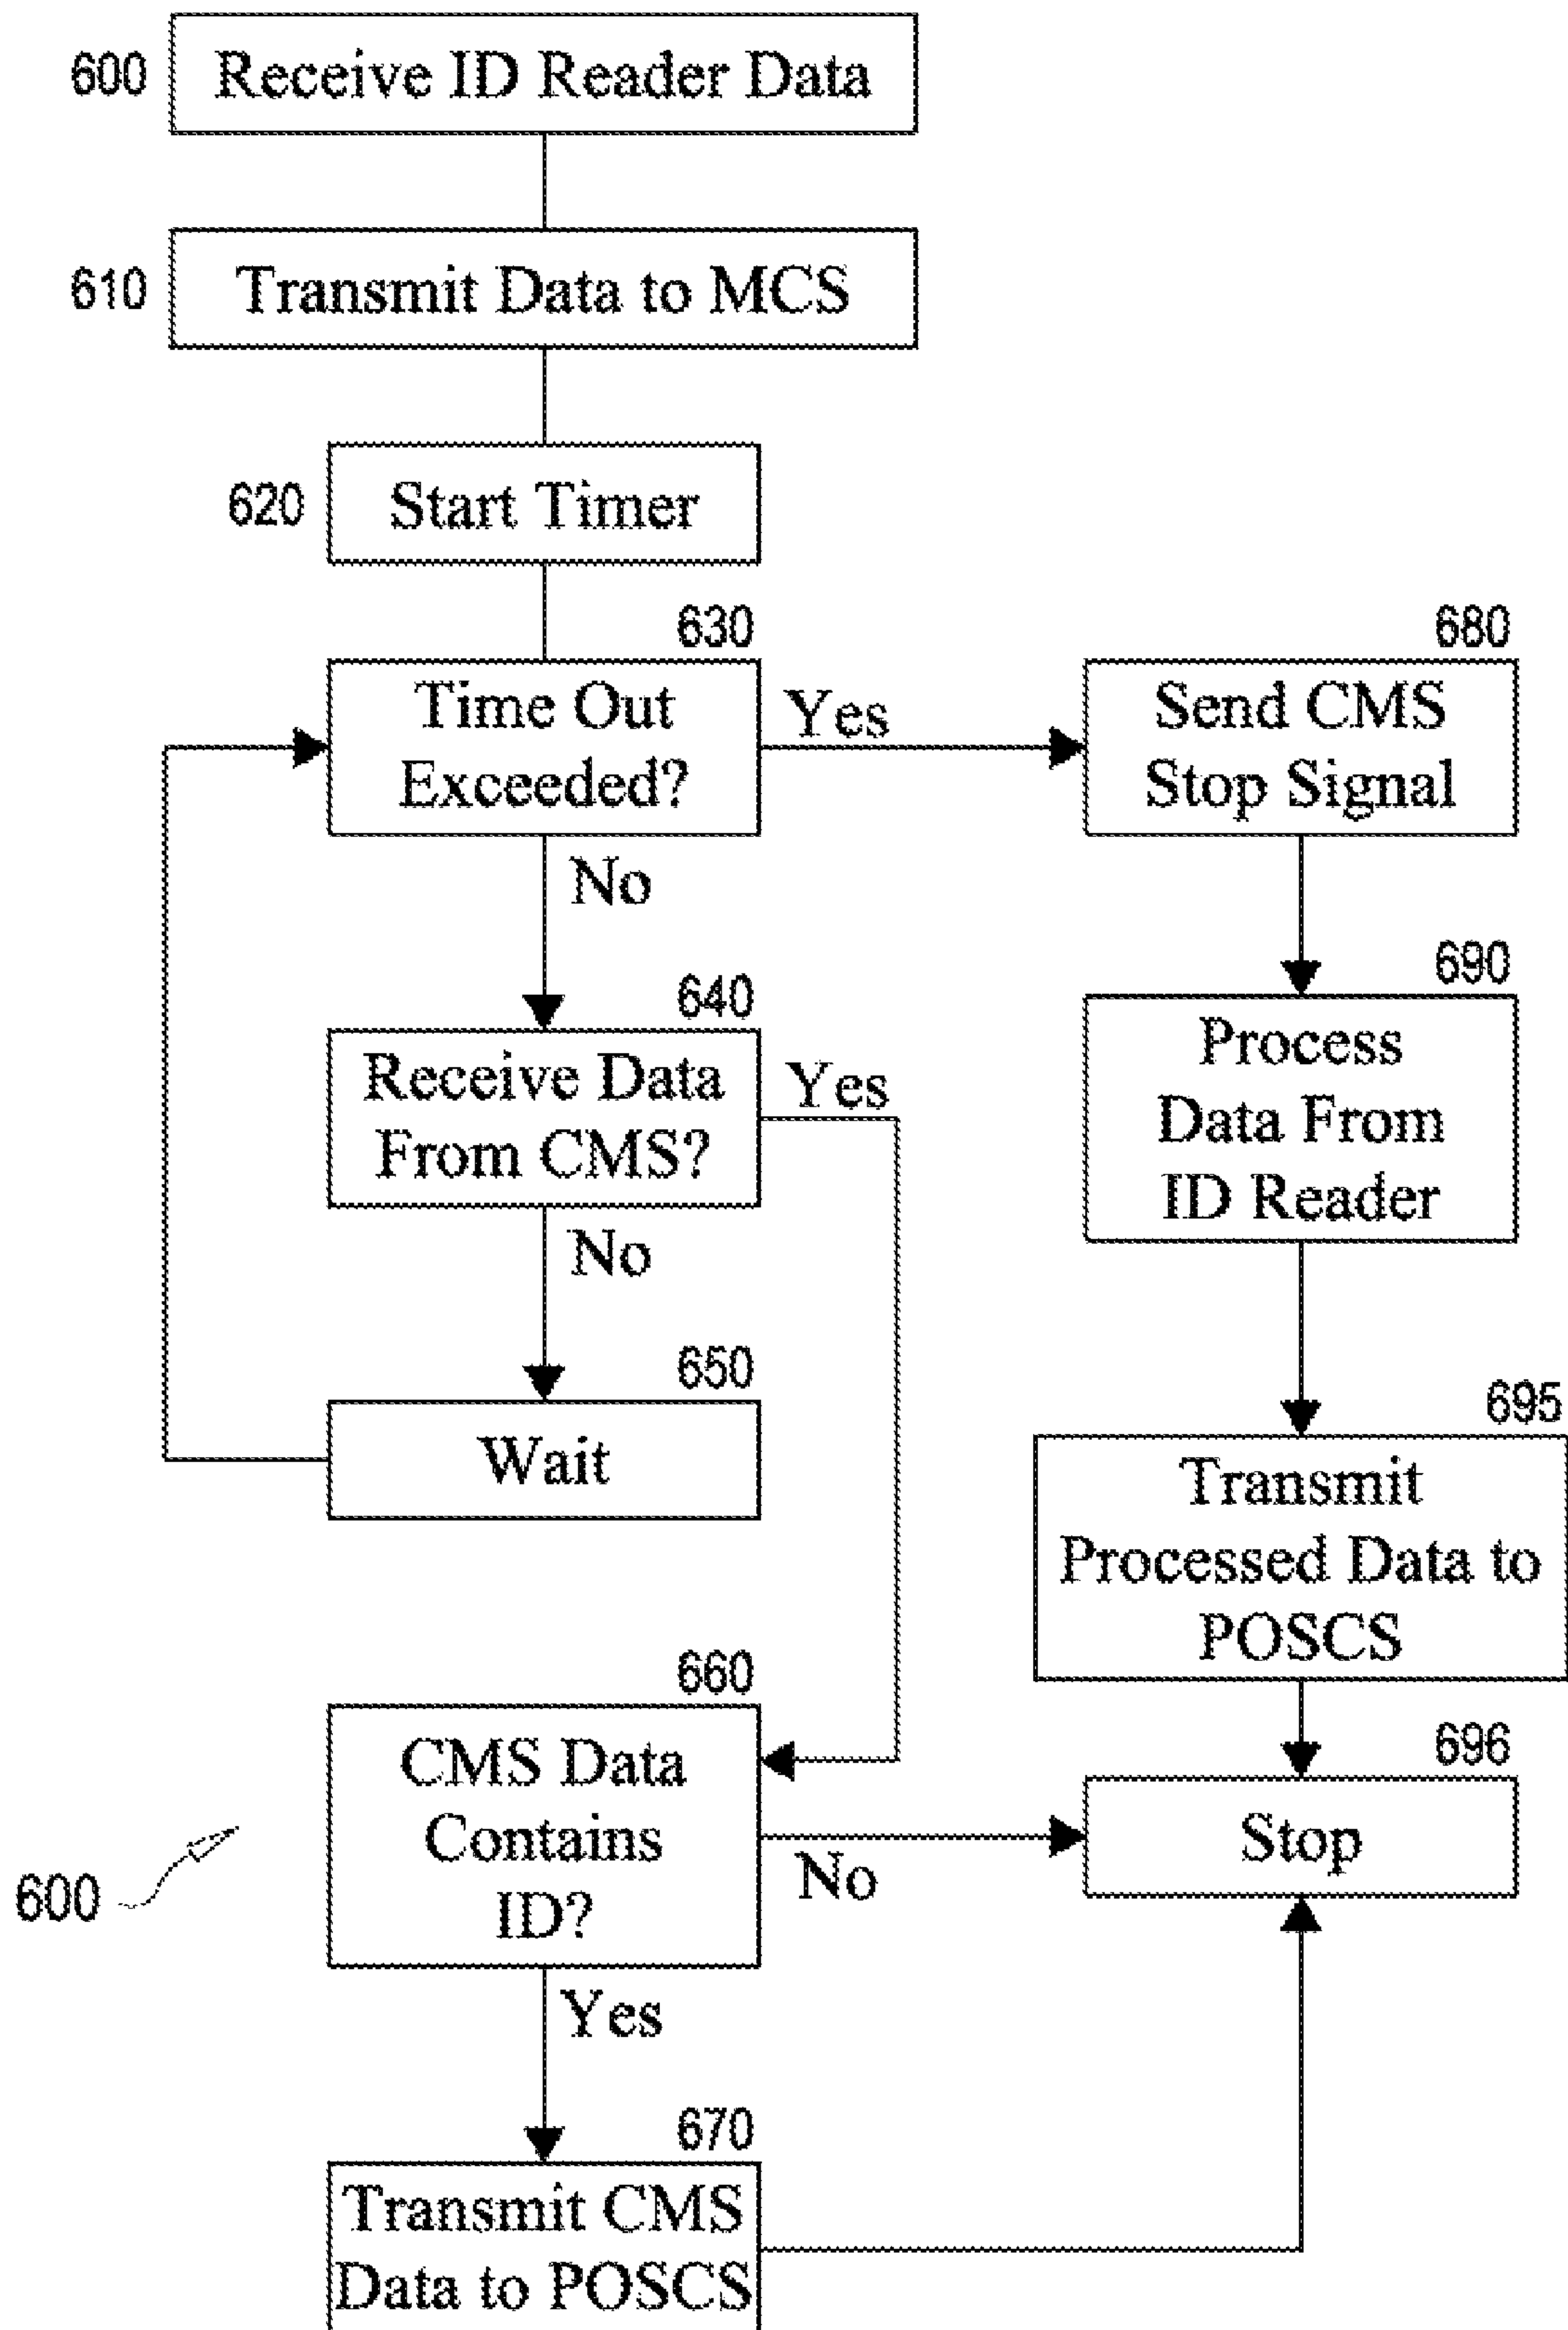 600
Receive ID Reader Data
610
Transmit Data to MCS
620
Start Timer
630
Time Out
Exceeded?
Yes
No
680
Send CMS
Stop Signal
640
Receive Data
From CMS?
Yes
No
690
Process
Data From
ID Reader
650
Wait
695
Transmit
Processed Data to
POSCS
660
CMS Data
Contains
ID?
No
Yes
696
Stop
600
670
Transmit CMS
Data to POSCS